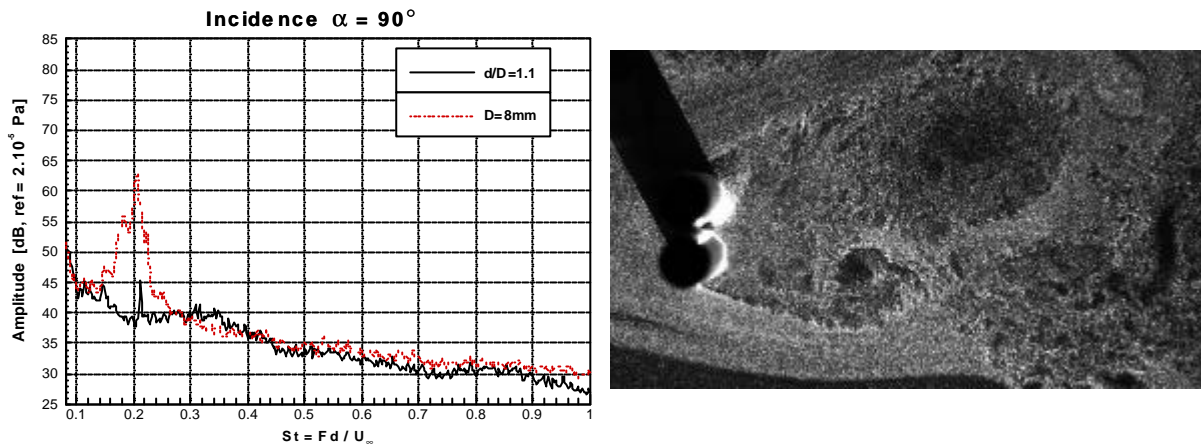 Incidence α = 90°
85
80
75
70
65
60
55
50
45
40
35
30
25
Amplitude [dB, ref = 2.10⁻⁵ Pa]
d/D=1.1
D=8mm
0.1 0.2 0.3 0.4 0.5 0.6 0.7 0.8 0.9 1
St = Fd / U∞